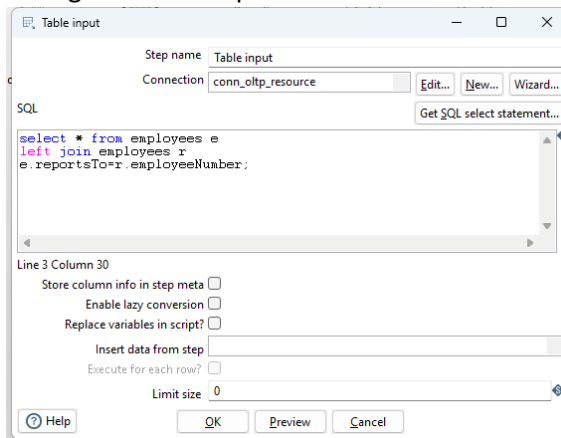 Table input
Step name Table input
Connection conn_oltp_resource Edit... New... Wizard...
SQL Get SQL select statement...
select * from employees e
left join employees r
e.reportsTo=r.employeeNumber;
Line 3 Column 30
Store column info in step meta
Enable lazy conversion
Replace variables in script?
Insert data from step
Execute for each row?
Limit size 0
Help OK Preview Cancel